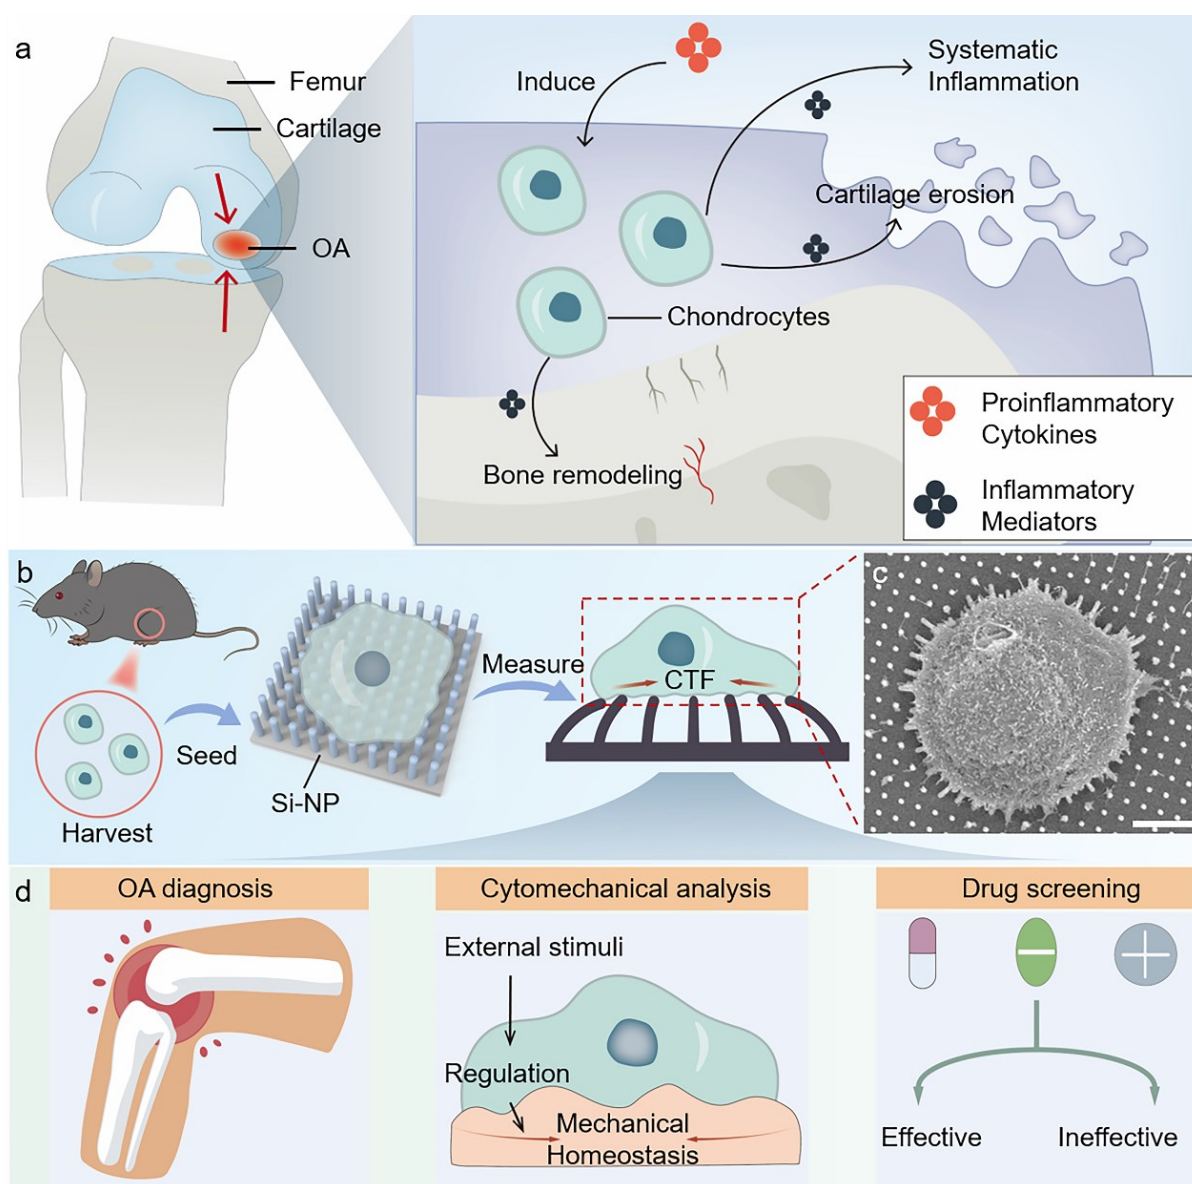 a
Femur
Cartilage
OA
Induce
Systematic
Inflammation
Cartilage erosion
Chondrocytes
Bone remodeling
Proinflammatory
Cytokines
Inflammatory
Mediators
b
Harvest
Seed
Si-NP
Measure
CTF
c
d
OA diagnosis
Cytomechanical analysis
External stimuli
Regulation
Mechanical
Homeostasis
Drug screening
Effective
Ineffective